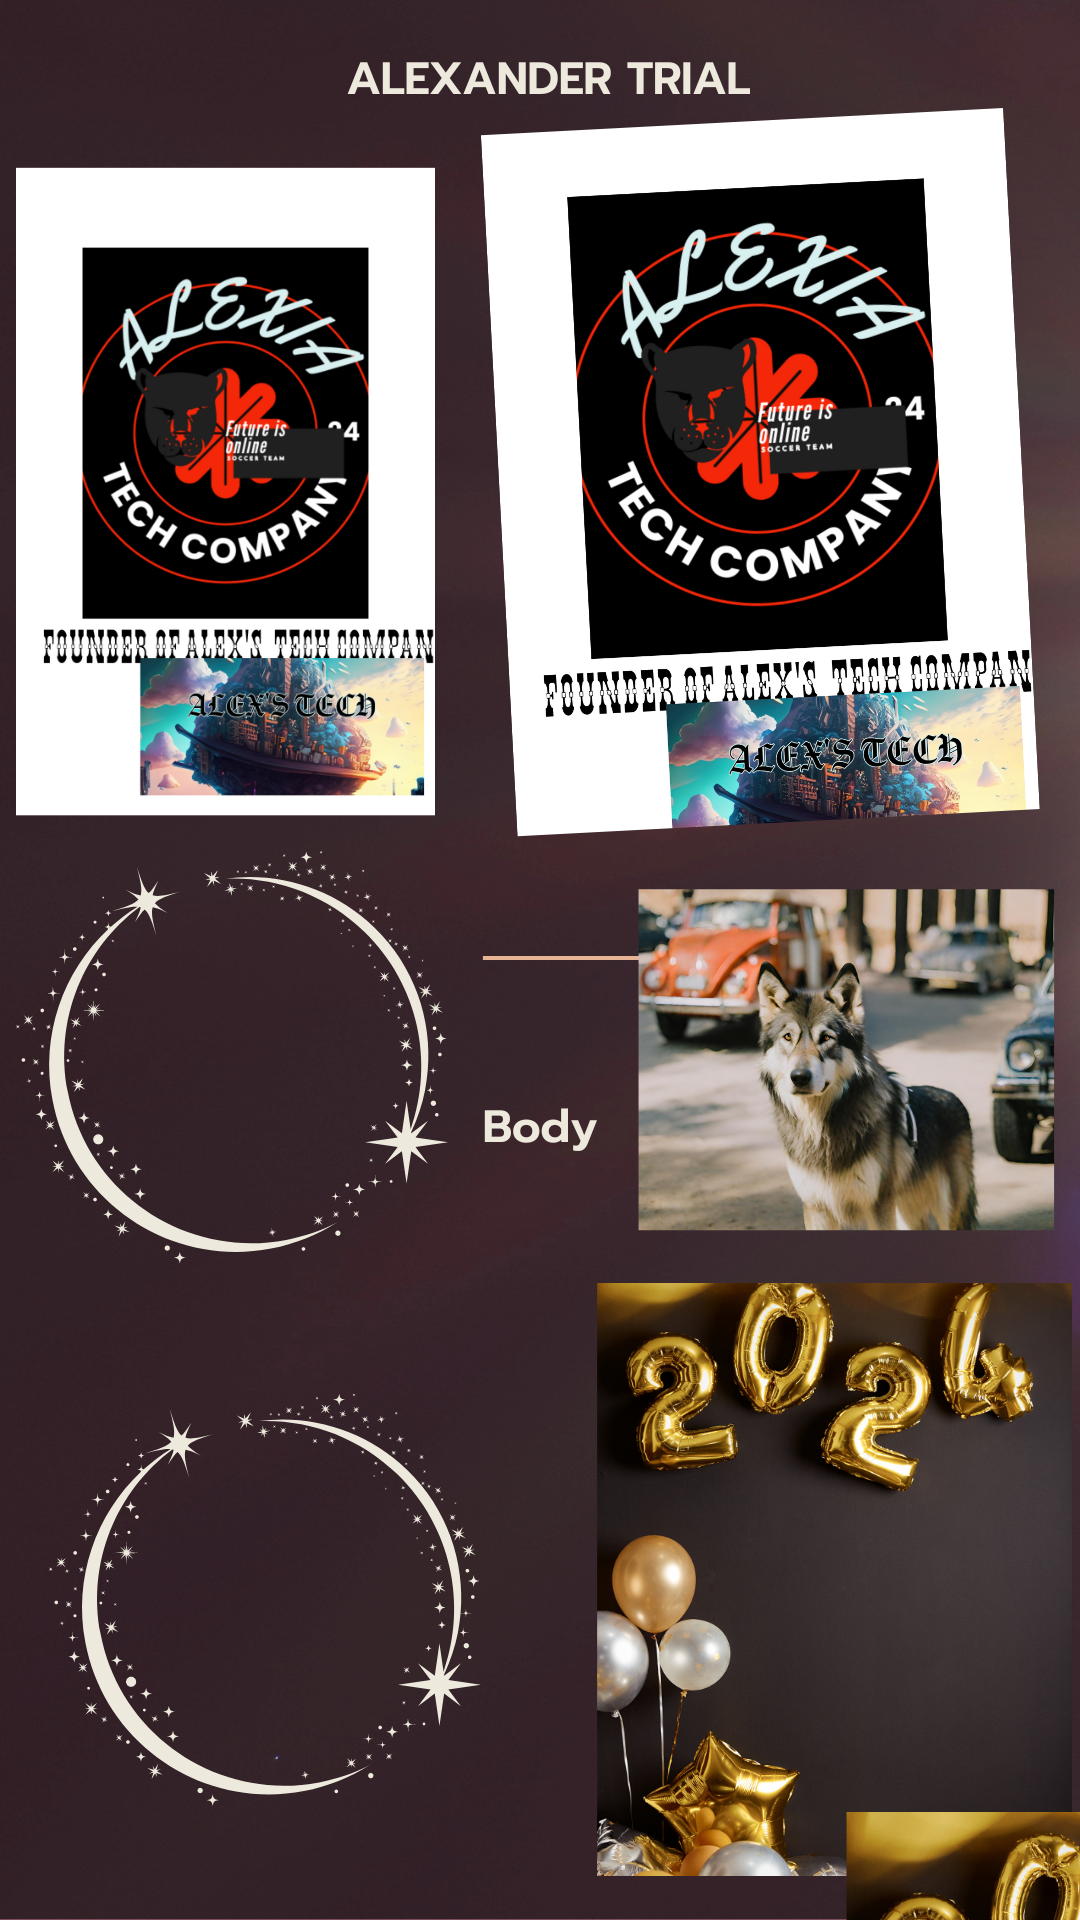 ALEXANDER TRIAL
ALEXIA
Future is
online
SOCCER TEAM
24
TECH COMPANY
FOUNDER OF ALEX'S TECH COMPAN
ALEX'S TECH
ALEXIA
Future is
online
SOCCER TEAM
24
TECH COMPANY
FOUNDER OF ALEX'S TECH COMPAN
ALEX'S TECH
Body
2024
20